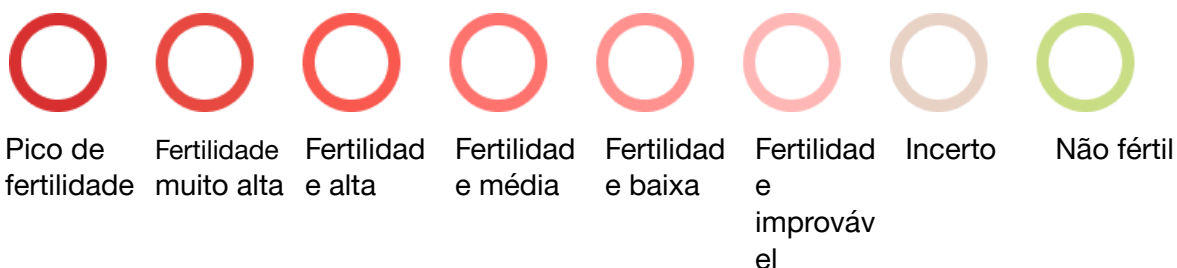 Pico de
fertilidade
Fertilidade
muito alta
Fertilidad
e alta
Fertilidad
e média
Fertilidad
e baixa
Fertilidad
e
improváv
el
Incerto
Não fértil